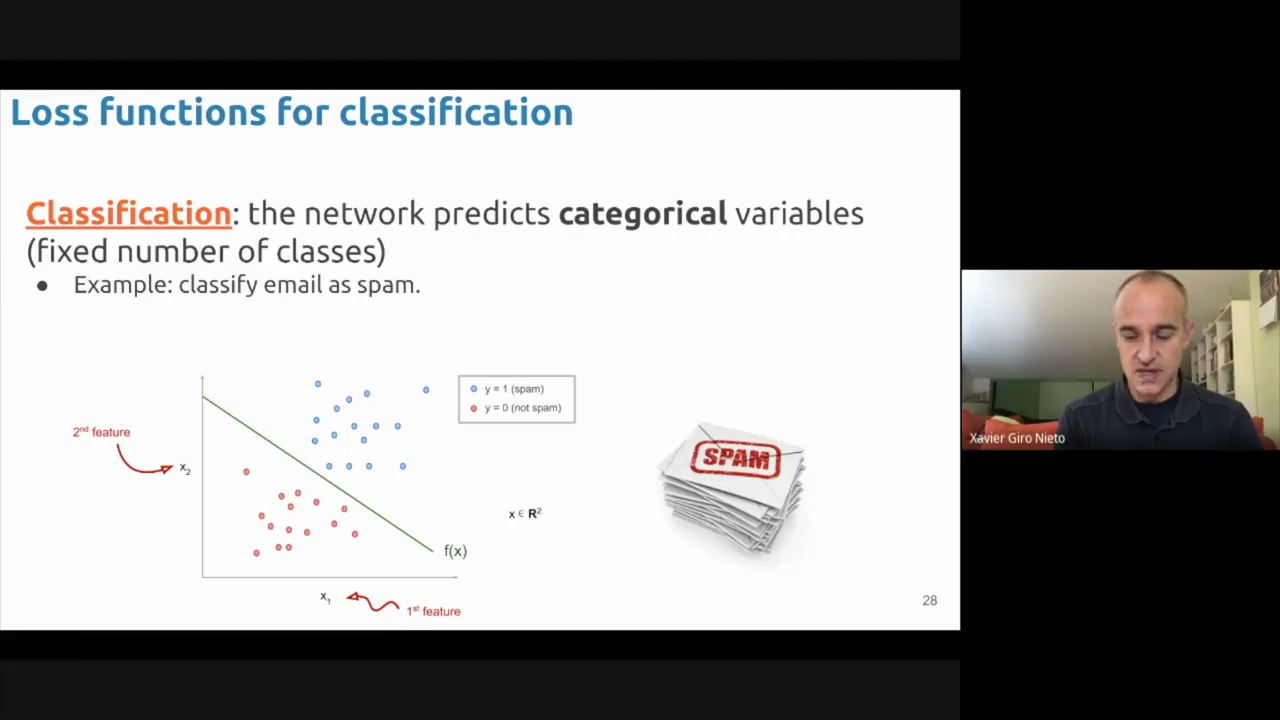 Loss functions for classification
Classification: the network predicts categorical variables
(fixed number of classes)
● Example: classify email as spam.
y = 1 (spam)
y = 0 (not spam)
2nd feature
x2
SPAM
x ∈ R²
f(x)
x1
1st feature
28
Xavier Giro Nieto